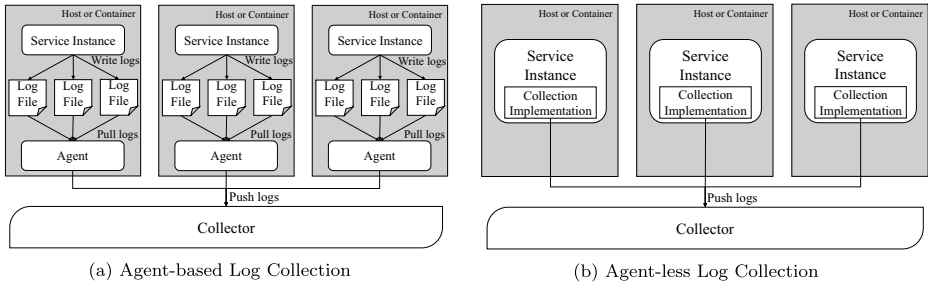 Host or Container
Service Instance
Write logs
Log File
Log File
Log File
Pull logs
Agent
Host or Container
Service Instance
Write logs
Log File
Log File
Log File
Pull logs
Agent
Host or Container
Service Instance
Write logs
Log File
Log File
Log File
Pull logs
Agent
Push logs
Collector
(a) Agent-based Log Collection
Host or Container
Service
Instance
Collection
Implementation
Host or Container
Service
Instance
Collection
Implementation
Host or Container
Service
Instance
Collection
Implementation
Push logs
Collector
(b) Agent-less Log Collection